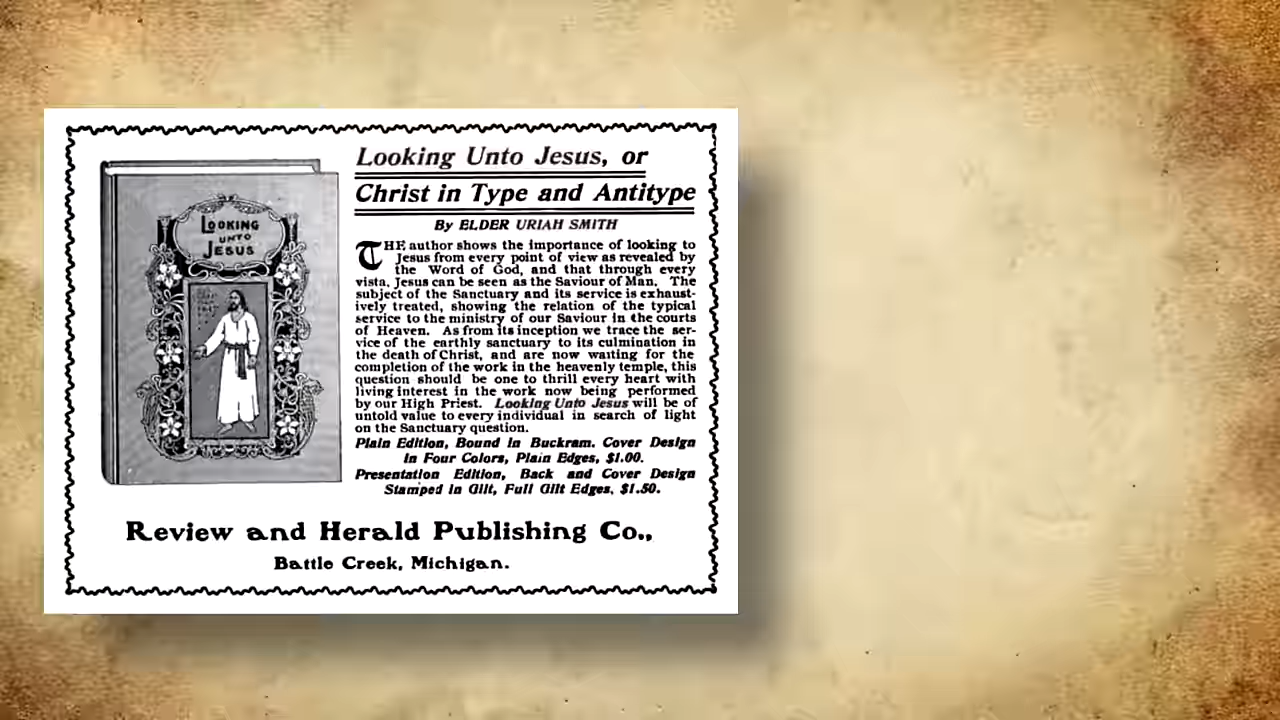 LOOKING
UNTO
JESUS
Looking Unto Jesus, or
Christ in Type and Antitype
By ELDER URIAH SMITH
THE author shows the importance of looking to
Jesus from every point of view as revealed by
the Word of God, and that through every
vista, Jesus can be seen as the Saviour of Man. The
subject of the Sanctuary and its service is exhaust-
ively treated, showing the relation of the typical
service to the ministry of our Saviour in the courts
of Heaven. As from its inception we trace the ser-
vice of the earthly sanctuary to its culmination in
the death of Christ, and are now waiting for the
completion of the work in the heavenly temple, this
question should be one to thrill every heart with
living interest in the work now being performed
by our High Priest. Looking Unto Jesus will be of
untold value to every individual in search of light
on the Sanctuary question.
Plain Edition, Bound in Buckram. Cover Design
in Four Colors, Plain Edges, $1.00.
Presentation Edition, Back and Cover Design
Stamped in Gilt, Full Gilt Edges, $1.50.
Review and Herald Publishing Co.,
Battle Creek, Michigan.